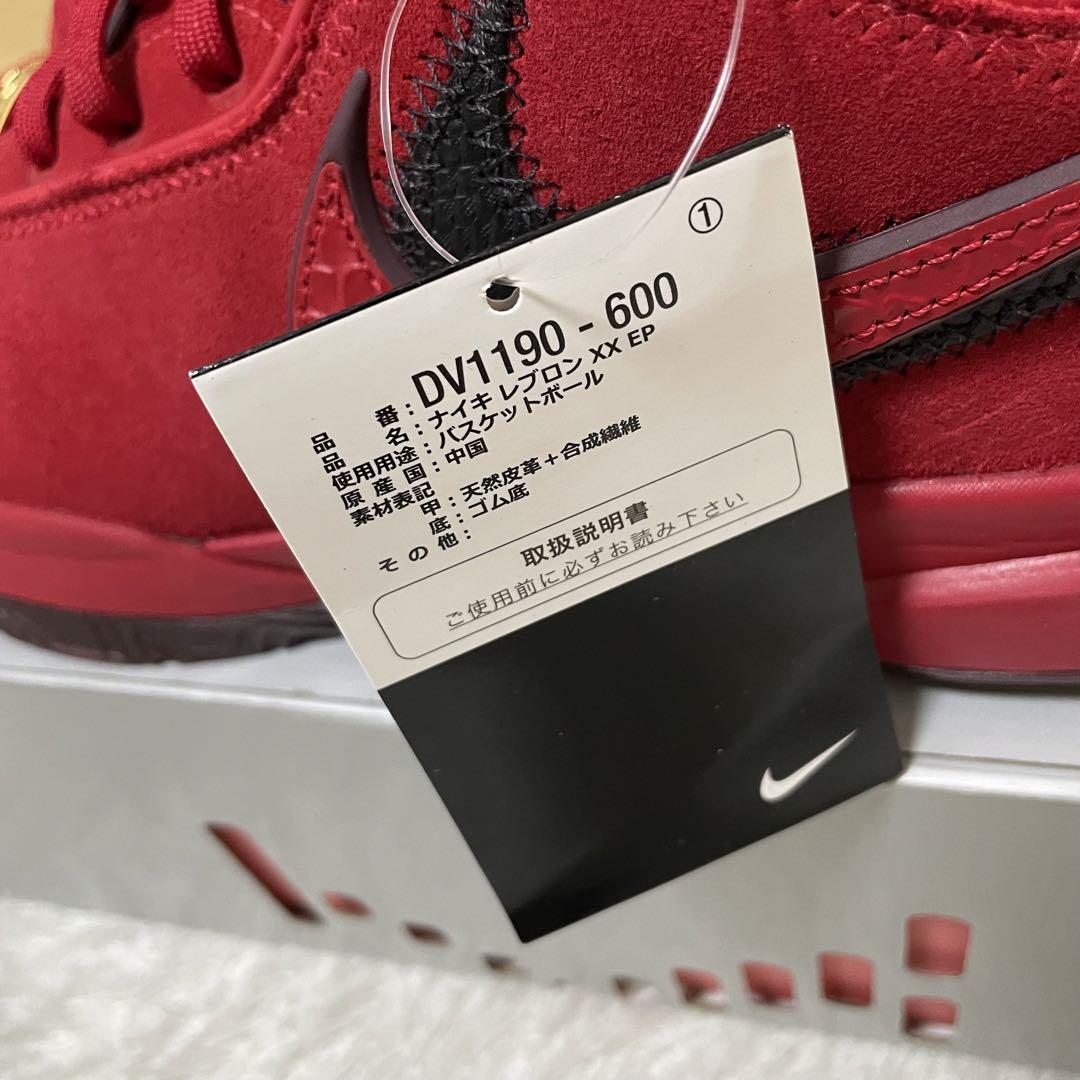 ①
品番：DV1190 - 600
品名：ナイキ レブロン XX EP
使用用途：バスケットボール
原産国：中国
素材表記
甲：天然皮革＋合成繊維
底：ゴム底
その他：
取扱説明書
ご使用前に必ずお読み下さい